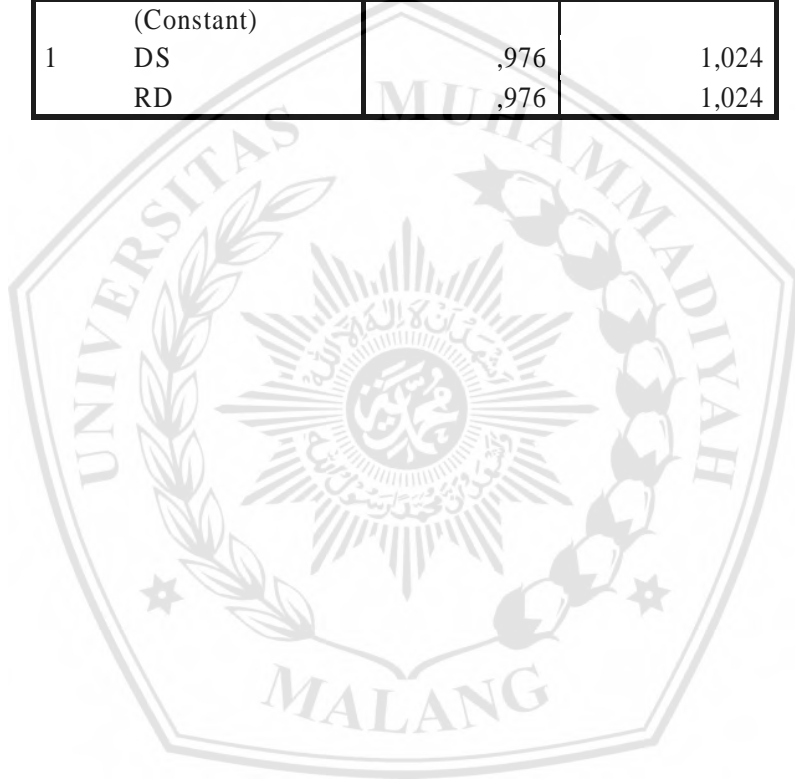 (Constant)
1 DS ,976 1,024
RD ,976 1,024
UNIVERSITAS MUHAMMADIYAH
MALANG